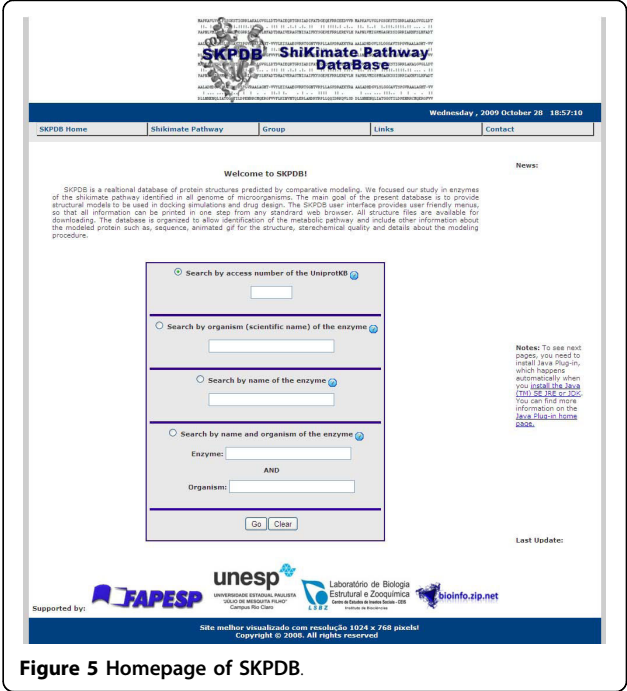 SKPDB ShiKimate Pathway
DataBase
Wednesday , 2009 October 28 18:57:10
SKPDB Home Shikimate Pathway Group Links Contact
News:
Welcome to SKPDB!
SKPDB is a realtional database of protein structures predicted by comparative modeling. We focused our study in enzymes
of the shikimate pathway identified in all genome of microorganisms. The main goal of the present database is to provide
structural models to be used in docking simulations and drug design. The SKPDB user interface provides user friendly menus,
so that all information can be printed in one step from any standrard web browser. All structure files are available for
downloading. The database is organized to allow identification of the metabolic pathway and include other information about
the modeled protein such as, sequence, animated gif for the structure, sterechemical quality and details about the modeling
procedure.
Search by access number of the UniprotKB
Search by organism (scientific name) of the enzyme
Search by name of the enzyme
Search by name and organism of the enzyme
Enzyme:
AND
Organism:
Go Clear
Notes: To see next
pages, you need to
install Java Plug-in,
which happens
automatically when
you install the Java
(TM) SE JRE or JDK.
You can find more
information on the
Java Plug-in home
page.
Last Update:
Supported by:
FAPESP
unesp
UNIVERSIDADE ESTADUAL PAULISTA
"JÚLIO DE MESQUITA FILHO"
Campus Rio Claro
LSBZ
Laboratório de Biologia
Estrutural e Zooquímica
Centro de Estudos de Insetos Sociais - CEIS
Instituto de Biociências
bioinfo.zip.net
Site melhor visualizado com resolução 1024 x 768 pixels!
Copyright © 2008. All rights reserved
Figure 5 Homepage of SKPDB.